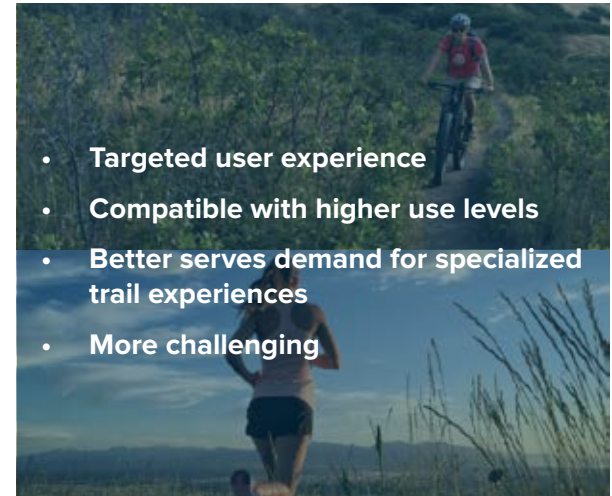 • Targeted user experience
• Compatible with higher use levels
• Better serves demand for specialized
trail experiences
• More challenging